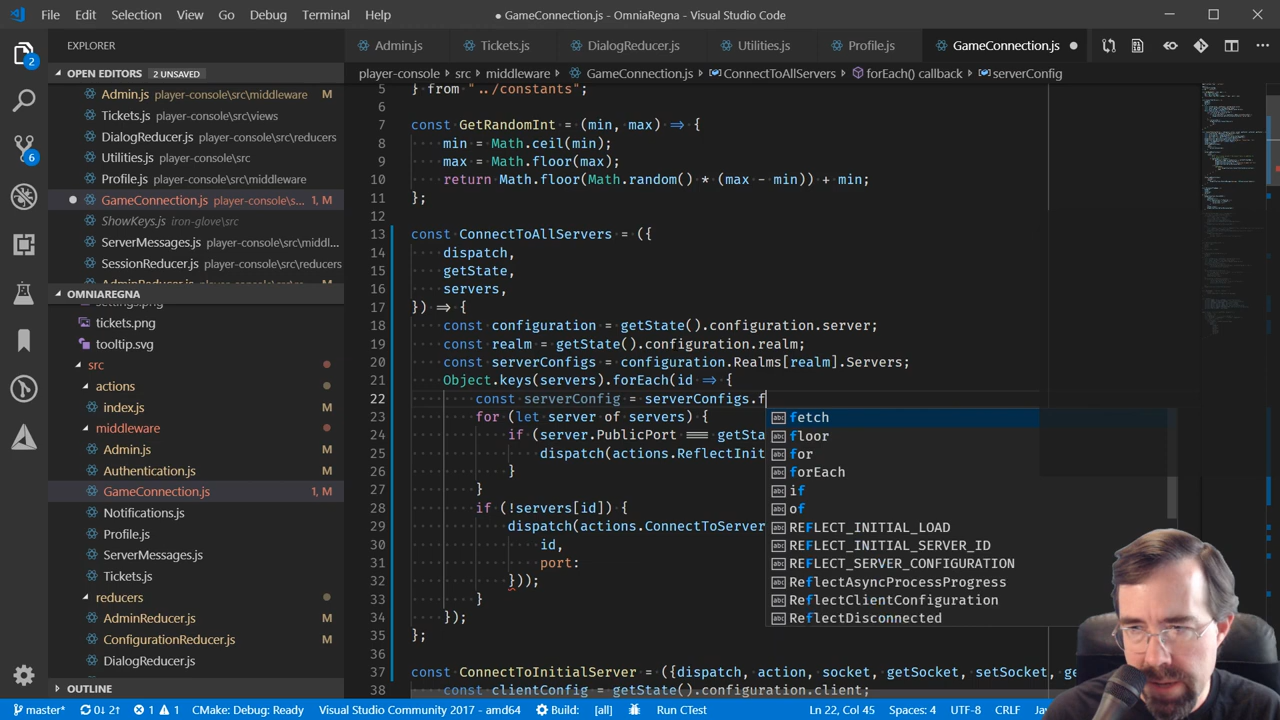 File Edit Selection View Go Debug Terminal Help ● GameConnection.js - OmniaRegna - Visual Studio Code
EXPLORER
Admin.js Tickets.js DialogReducer.js Utilities.js Profile.js GameConnection.js
OPEN EDITORS 2 UNSAVED
Admin.js player-console\src\middleware M
Tickets.js player-console\src\views
DialogReducer.js player-console\src\reducers
Utilities.js player-console\src
Profile.js player-console\src\middleware
GameConnection.js player-console\s... 1, M
ShowKeys.js iron-glove\src
ServerMessages.js player-console\src\middl...
SessionReducer.js player-console\src\reducers
AdminReducer.js
OMNIAREGNA
settings.png
tickets.png
tooltip.svg
src
actions
index.js
middleware
Admin.js M
Authentication.js M
GameConnection.js 1, M
Notifications.js
Profile.js
ServerMessages.js
Tickets.js
reducers
AdminReducer.js M
ConfigurationReducer.js M
DialogReducer.js
OUTLINE
2
6
player-console > src > middleware > GameConnection.js > ConnectToAllServers > forEach() callback > serverConfig
5 } from "../constants";
6
7 const GetRandomInt = (min, max) => {
8 min = Math.ceil(min);
9 max = Math.floor(max);
10 return Math.floor(Math.random() * (max - min)) + min;
11 };
12
13 const ConnectToAllServers = ({
14 dispatch,
15 getState,
16 servers,
17 }) => {
18 const configuration = getState().configuration.server;
19 const realm = getState().configuration.realm;
20 const serverConfigs = configuration.Realms[realm].Servers;
21 Object.keys(servers).forEach(id => {
22 const serverConfig = serverConfigs.f
23 for (let server of servers) {
24 if (server.PublicPort === getSta
25 dispatch(actions.ReflectInit
26 }
27 }
28 if (!servers[id]) {
29 dispatch(actions.ConnectToServer
30 id,
31 port:
32 }));
33 }
34 });
35 };
36
37 const ConnectToInitialServer = ({dispatch, action, socket, getSocket, setSocket, ge
38 const clientConfig = getState().configuration.client;
fetch
floor
for
forEach
if
of
REFLECT_INITIAL_LOAD
REFLECT_INITIAL_SERVER_ID
REFLECT_SERVER_CONFIGURATION
ReflectAsyncProcessProgress
ReflectClientConfiguration
ReflectDisconnected
master* 0↓ 2↑ 1 1 CMake: Debug: Ready Visual Studio Community 2017 - amd64 Build: [all] Run CTest Ln 22, Col 45 Spaces: 4 UTF-8 CRLF